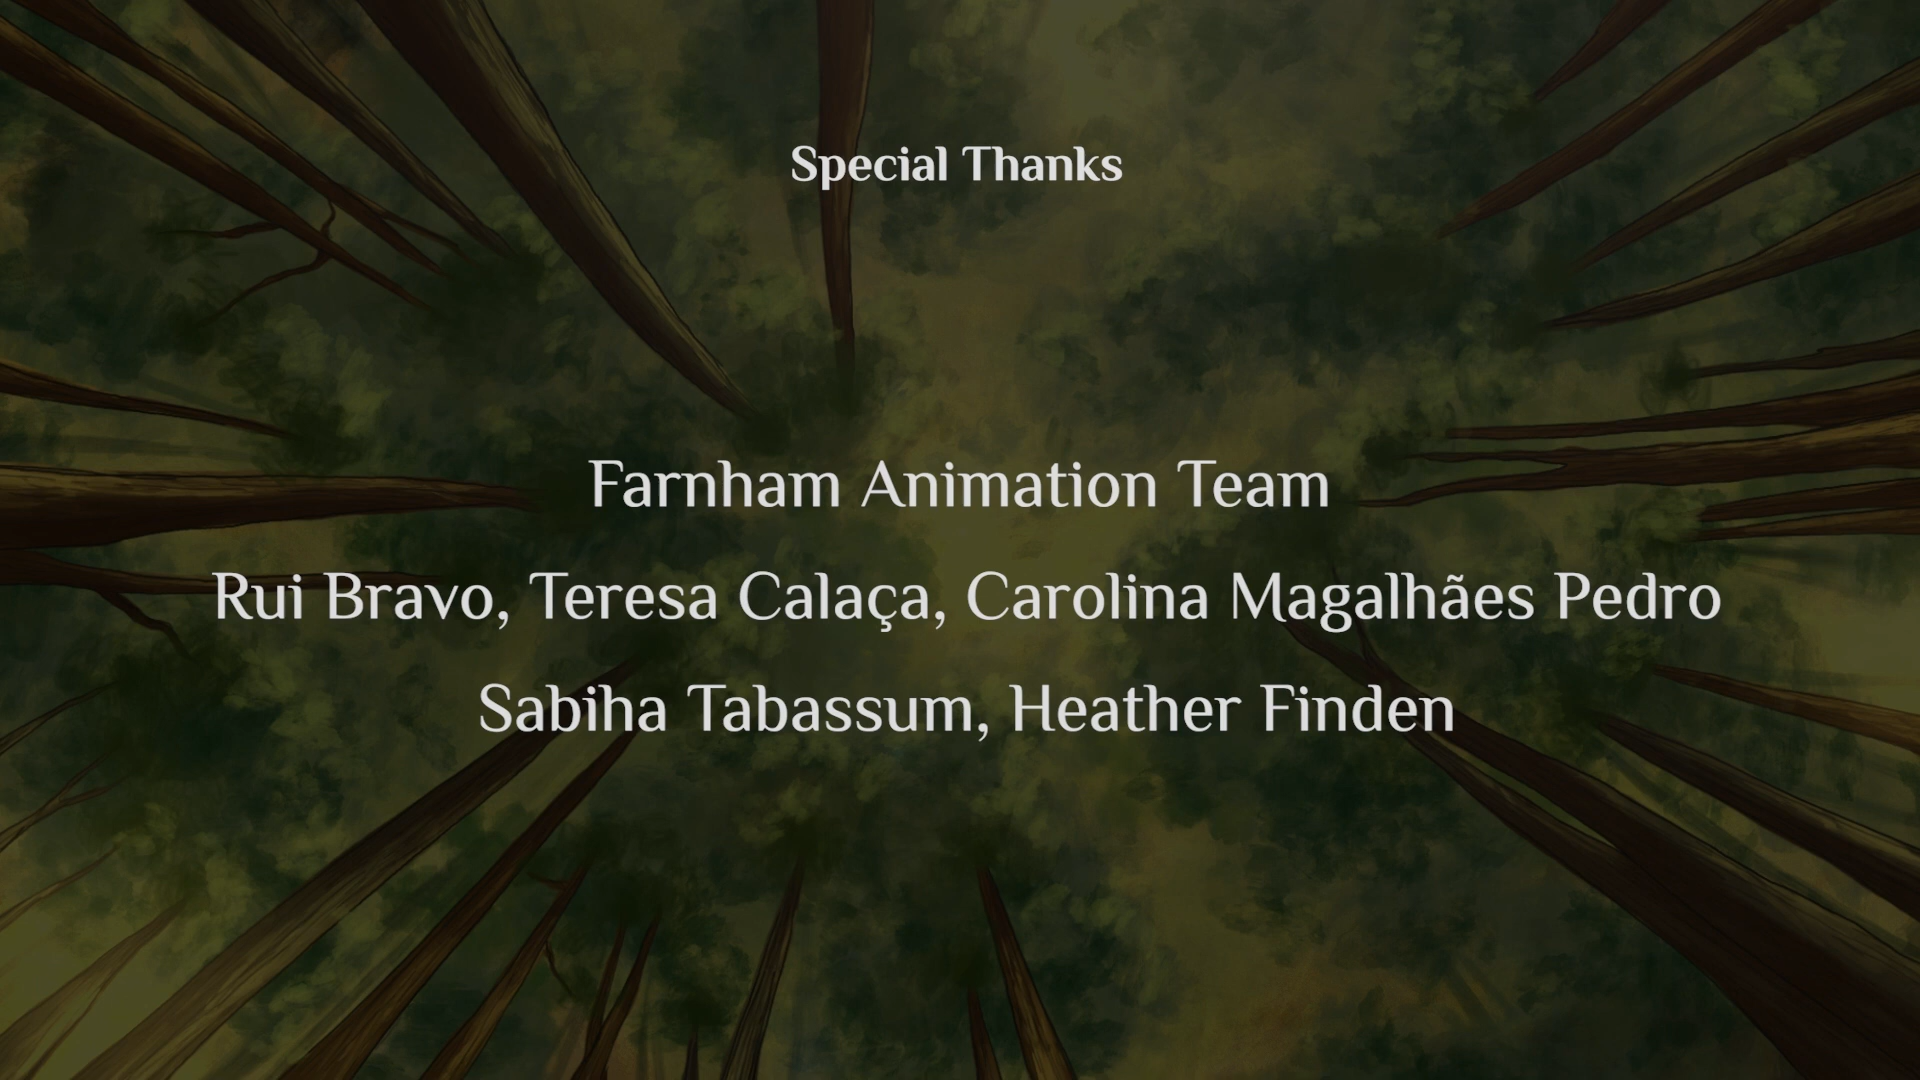 Special Thanks
Farnham Animation Team
Rui Bravo, Teresa Calaça, Carolina Magalhães Pedro
Sabiha Tabassum, Heather Finden